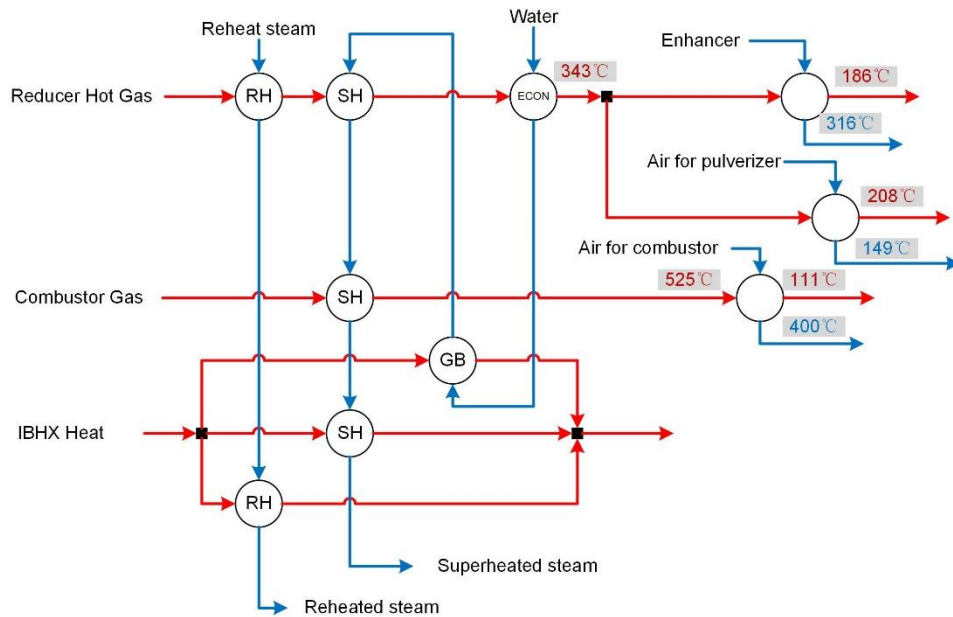 Water
Reheat steam
Enhancer
Reducer Hot Gas
RH
SH
ECON
343℃
186℃
316℃
Air for pulverizer
208℃
149℃
Air for combustor
Combustor Gas
SH
525℃
111℃
400℃
GB
IBHX Heat
SH
RH
Superheated steam
Reheated steam